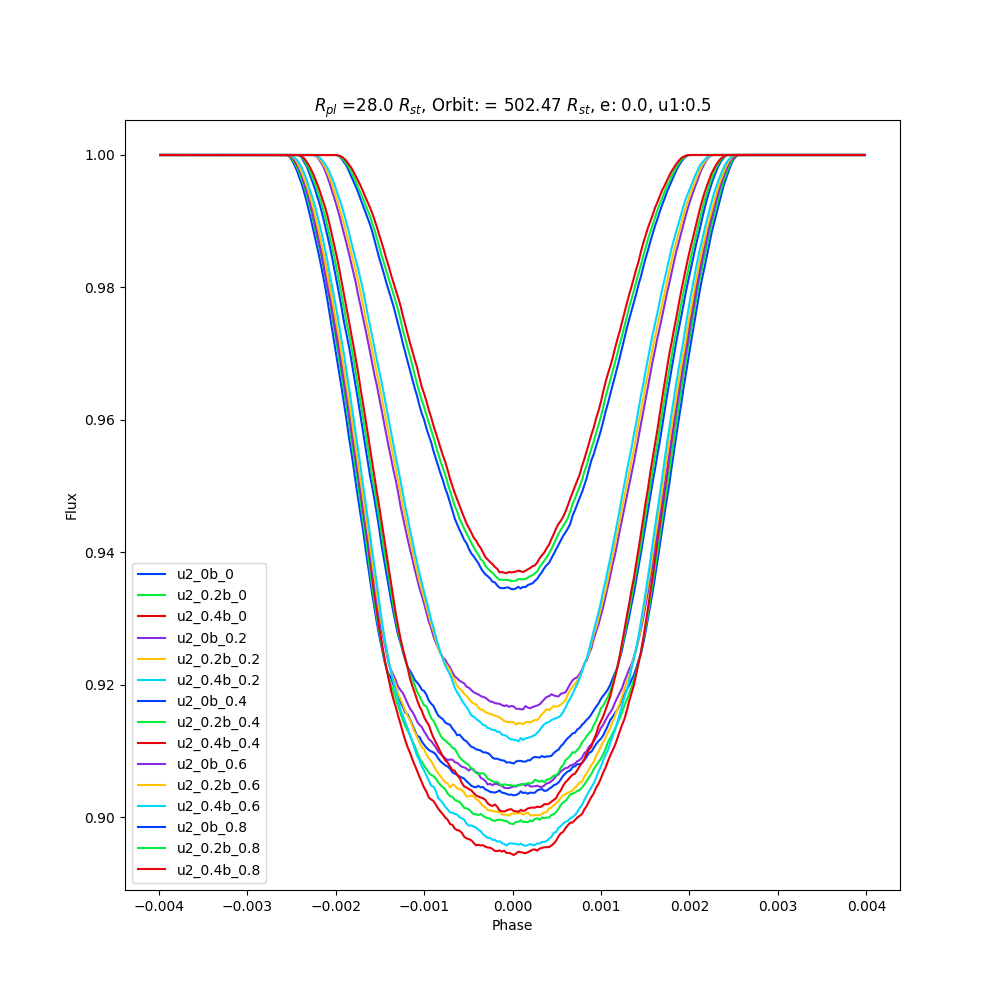 R_pl =28.0 R_st, Orbit: = 502.47 R_st, e: 0.0, u1:0.5
1.00
0.98
0.96
0.94
0.92
0.90
Flux
u2_0b_0
u2_0.2b_0
u2_0.4b_0
u2_0b_0.2
u2_0.2b_0.2
u2_0.4b_0.2
u2_0b_0.4
u2_0.2b_0.4
u2_0.4b_0.4
u2_0b_0.6
u2_0.2b_0.6
u2_0.4b_0.6
u2_0b_0.8
u2_0.2b_0.8
u2_0.4b_0.8
−0.004 −0.003 −0.002 −0.001 0.000 0.001 0.002 0.003 0.004
Phase